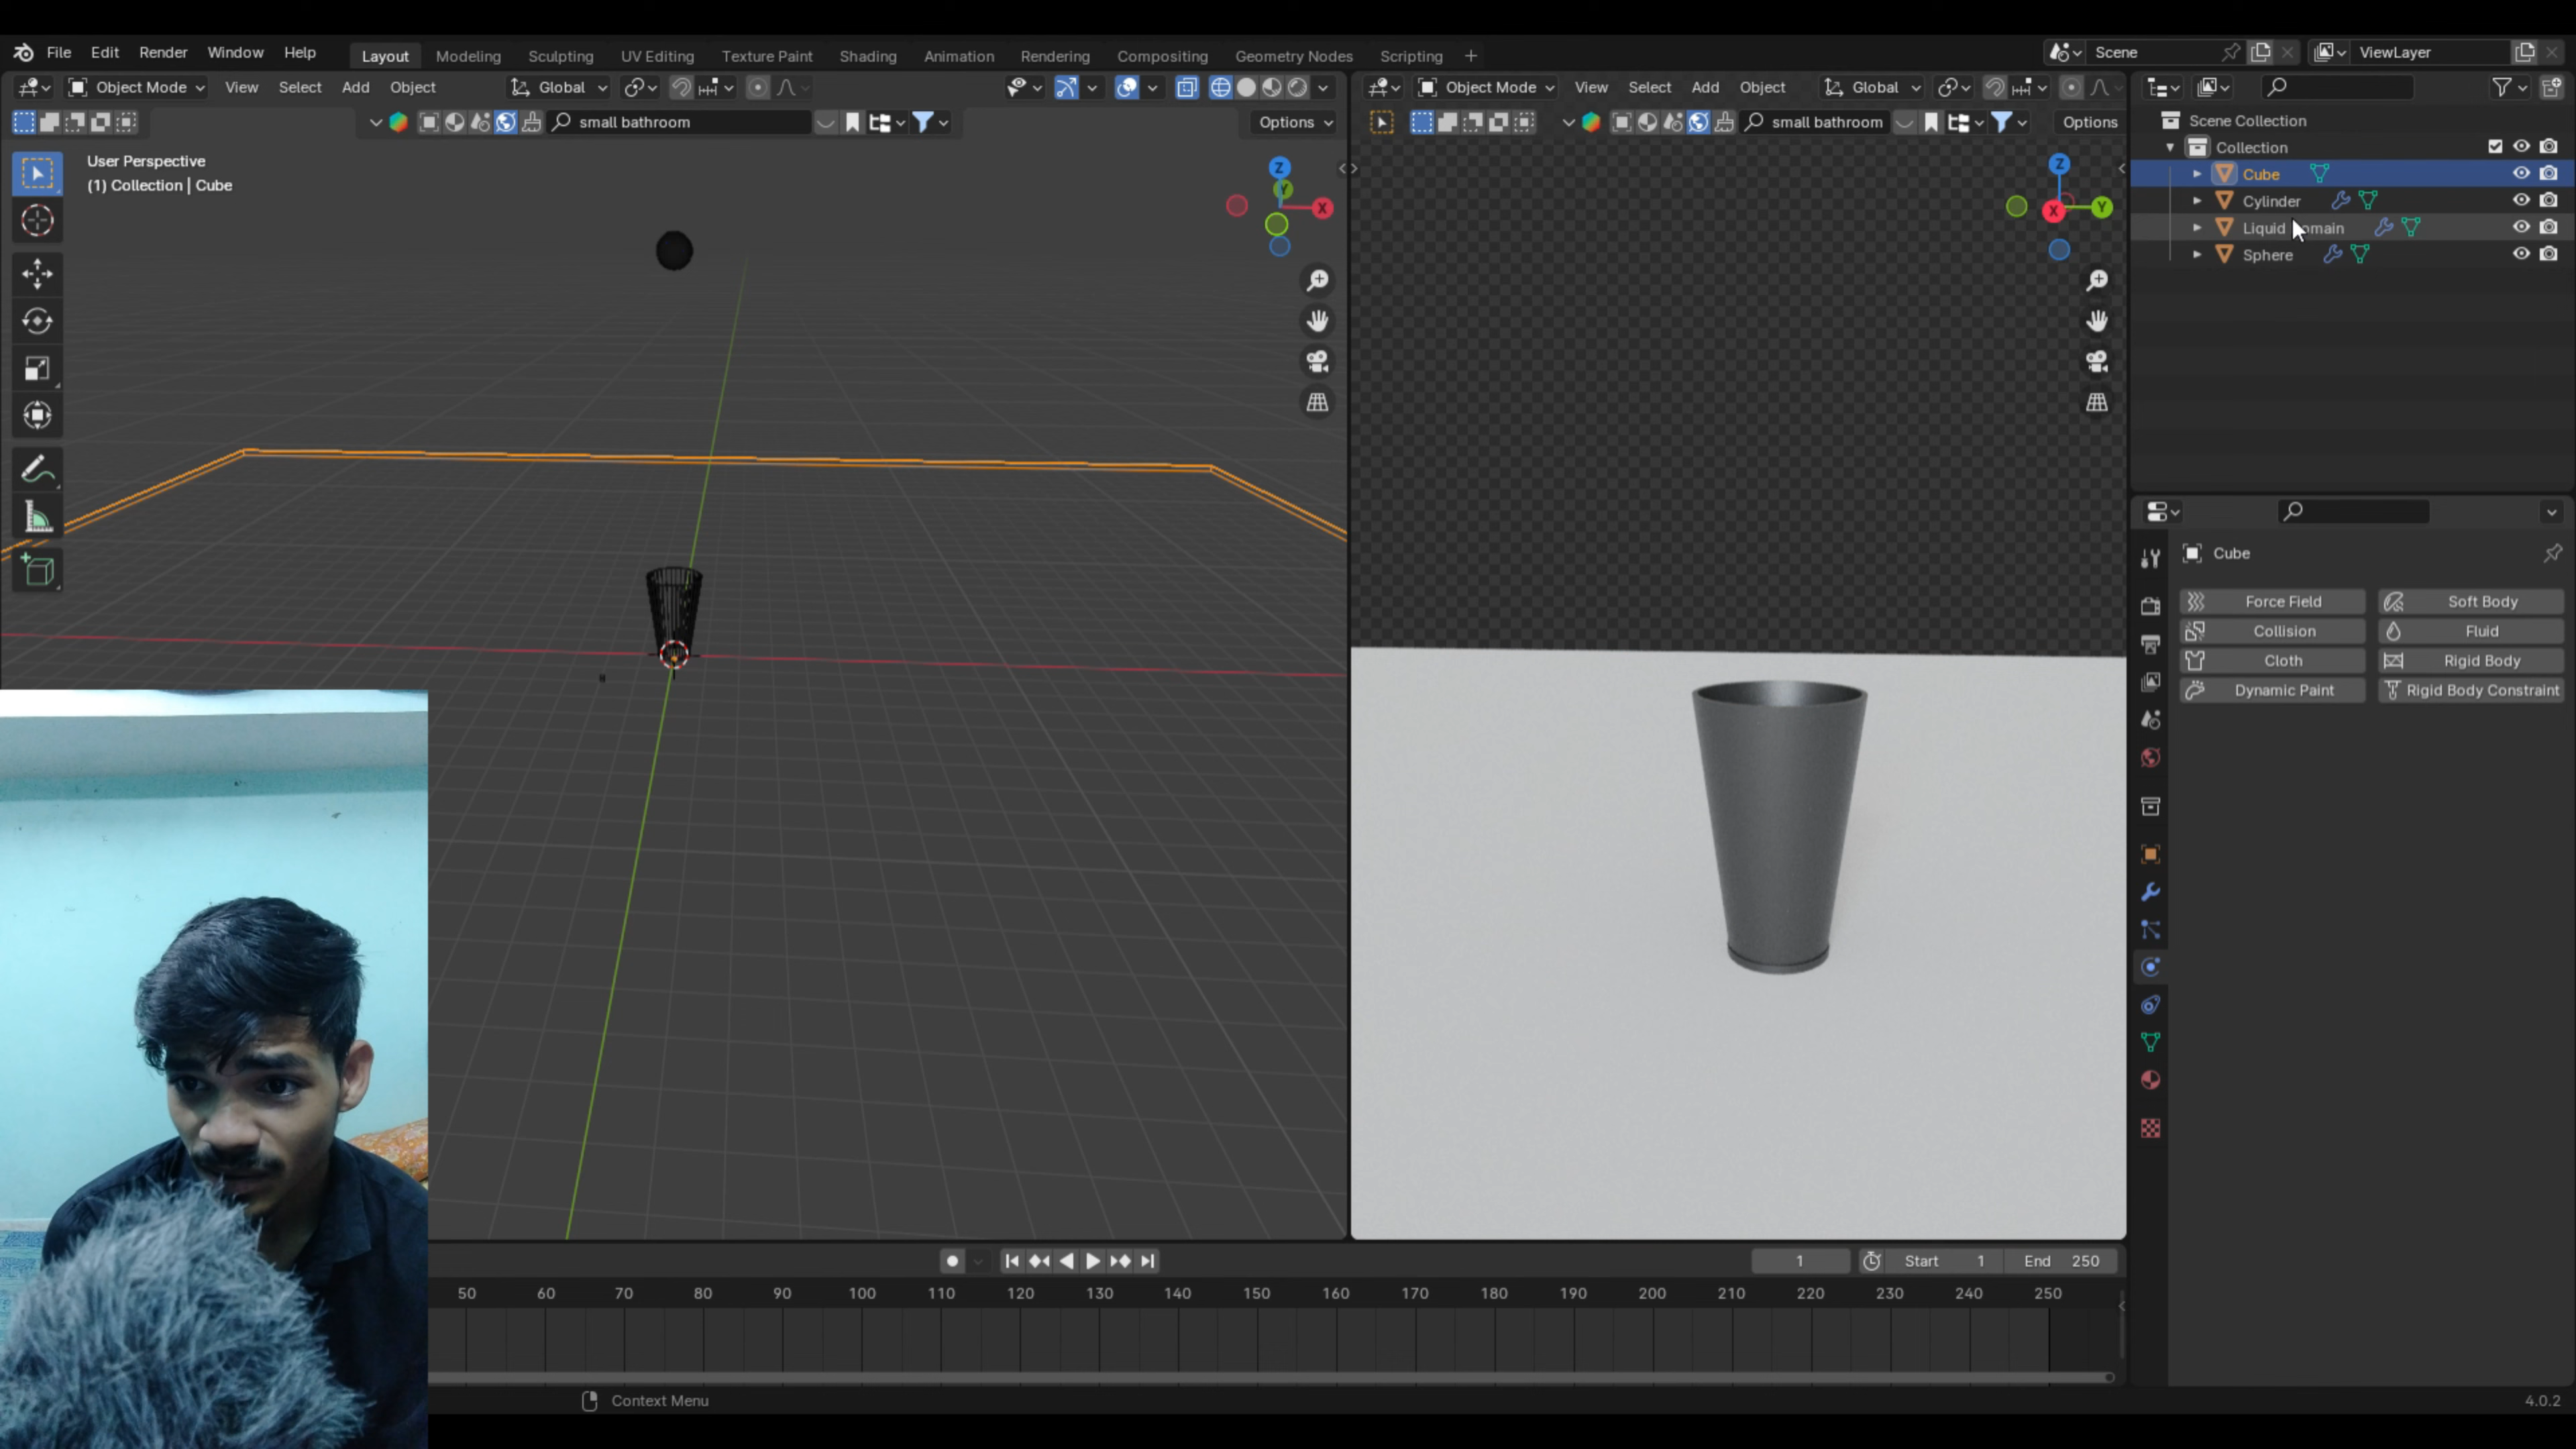 File Edit Render Window Help Layout Modeling Sculpting UV Editing Texture Paint Shading Animation Rendering Compositing Geometry Nodes Scripting + Scene ViewLayer
Object Mode View Select Add Object Global Object Mode View Select Add Object Global
small bathroom Options small bathroom Options
User Perspective
(1) Collection | Cube
Z
Y
X
Z
X
Y
Scene Collection
Collection
Cube
Cylinder
Liquid omain
Sphere
Cube
Force Field Soft Body
Collision Fluid
Cloth Rigid Body
Dynamic Paint Rigid Body Constraint
1 Start 1 End 250
50 60 70 80 90 100 110 120 130 140 150 160 170 180 190 200 210 220 230 240 250
Context Menu 4.0.2